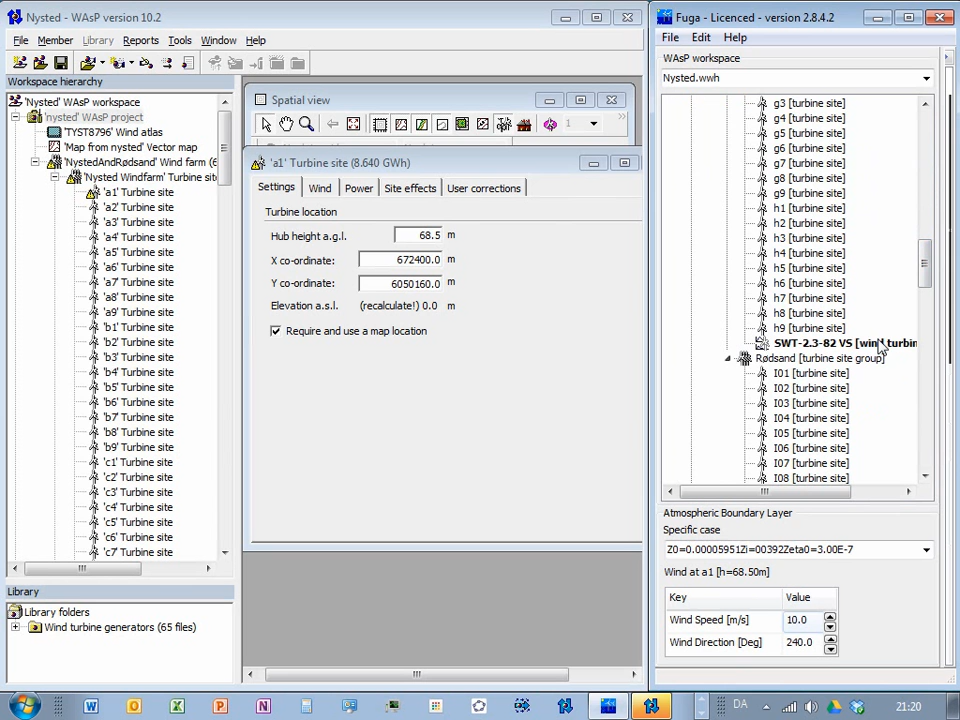 Nysted - WAsP version 10.2
File Member Library Reports Tools Window Help
Workspace hierarchy
'Nysted' WAsP workspace
'nysted' WAsP project
'TYST8796' Wind atlas
'Map from nysted' Vector map
'NystedAndRødsand' Wind farm (6
'Nysted Windfarm' Turbine sit
'a1' Turbine site
'a2' Turbine site
'a3' Turbine site
'a4' Turbine site
'a5' Turbine site
'a6' Turbine site
'a7' Turbine site
'a8' Turbine site
'a9' Turbine site
'b1' Turbine site
'b2' Turbine site
'b3' Turbine site
'b4' Turbine site
'b5' Turbine site
'b6' Turbine site
'b7' Turbine site
'b8' Turbine site
'b9' Turbine site
'c1' Turbine site
'c2' Turbine site
'c3' Turbine site
'c4' Turbine site
'c5' Turbine site
'c6' Turbine site
'c7' Turbine site
Library
Library folders
Wind turbine generators (65 files)
Spatial view
1
'a1' Turbine site (8.640 GWh)
Settings Wind Power Site effects User corrections
Turbine location
Hub height a.g.l. 68.5 m
X co-ordinate: 672400.0 m
Y co-ordinate: 6050160.0 m
Elevation a.s.l. (recalculate!) 0.0 m
Require and use a map location
Fuga - Licenced - version 2.8.4.2
File Edit Help
WAsP workspace
Nysted.wwh
g3 [turbine site]
g4 [turbine site]
g5 [turbine site]
g6 [turbine site]
g7 [turbine site]
g8 [turbine site]
g9 [turbine site]
h1 [turbine site]
h2 [turbine site]
h3 [turbine site]
h4 [turbine site]
h5 [turbine site]
h6 [turbine site]
h7 [turbine site]
h8 [turbine site]
h9 [turbine site]
SWT-2.3-82 VS [wind turbin
Rødsand [turbine site group]
I01 [turbine site]
I02 [turbine site]
I03 [turbine site]
I04 [turbine site]
I05 [turbine site]
I06 [turbine site]
I07 [turbine site]
I08 [turbine site]
Atmospheric Boundary Layer
Specific case
Z0=0.00005951Zi=00392Zeta0=3.00E-7
Wind at a1 [h=68.50m]
Key Value
Wind Speed [m/s] 10.0
Wind Direction [Deg] 240.0
DA 21:20